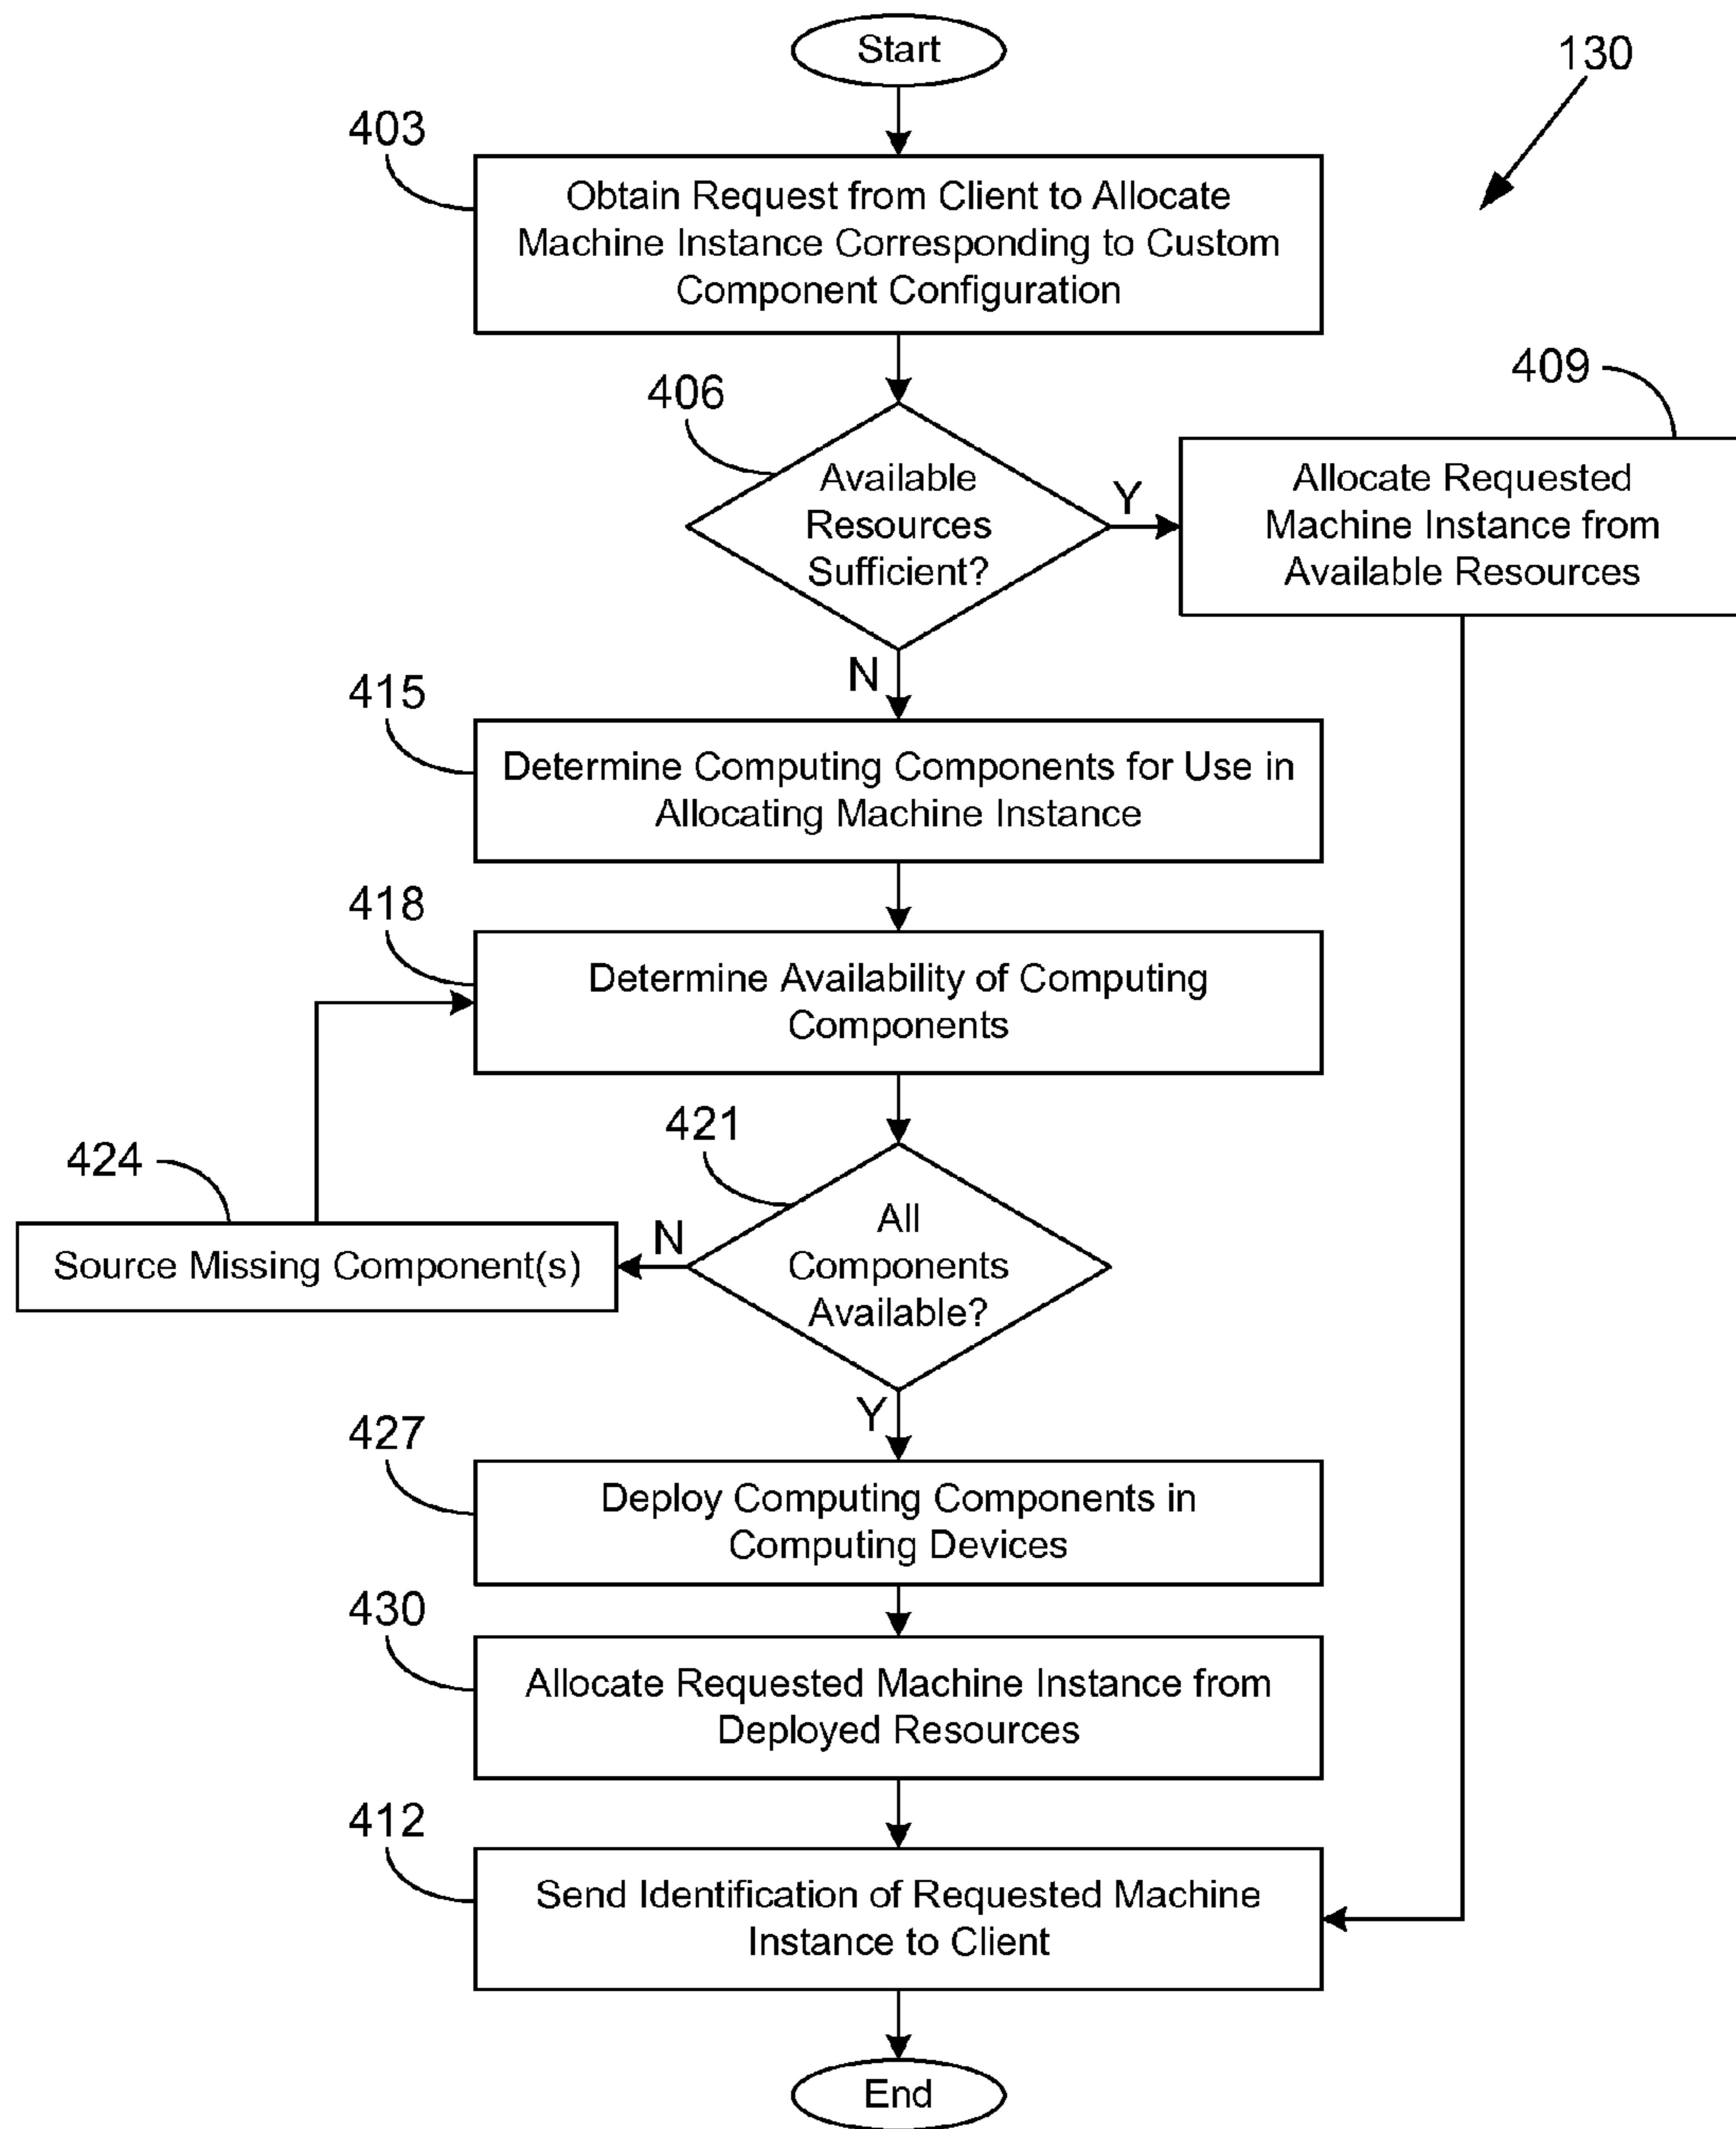 Start
130
403
Obtain Request from Client to Allocate
Machine Instance Corresponding to Custom
Component Configuration
406
Available
Resources
Sufficient?
Y
409
Allocate Requested
Machine Instance from
Available Resources
N
415
Determine Computing Components for Use in
Allocating Machine Instance
418
Determine Availability of Computing
Components
421
All
Components
Available?
N
424
Source Missing Component(s)
Y
427
Deploy Computing Components in
Computing Devices
430
Allocate Requested Machine Instance from
Deployed Resources
412
Send Identification of Requested Machine
Instance to Client
End